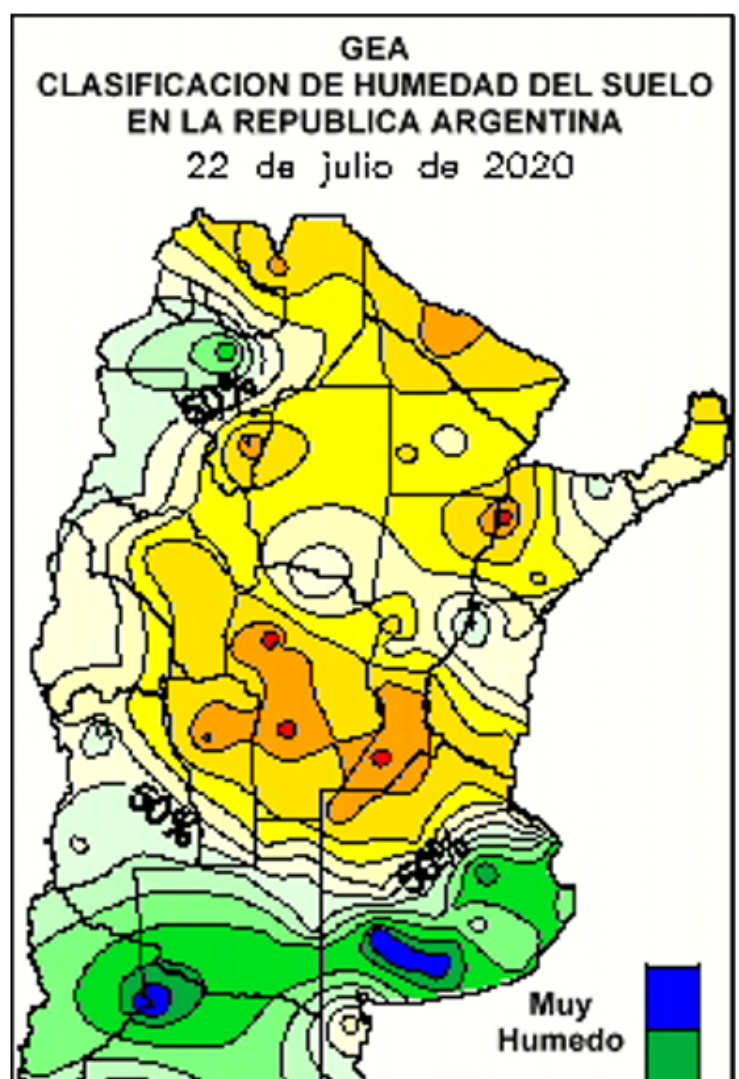 GEA
CLASIFICACION DE HUMEDAD DEL SUELO
EN LA REPUBLICA ARGENTINA
22 de julio de 2020
50%
50%
Muy
Humedo